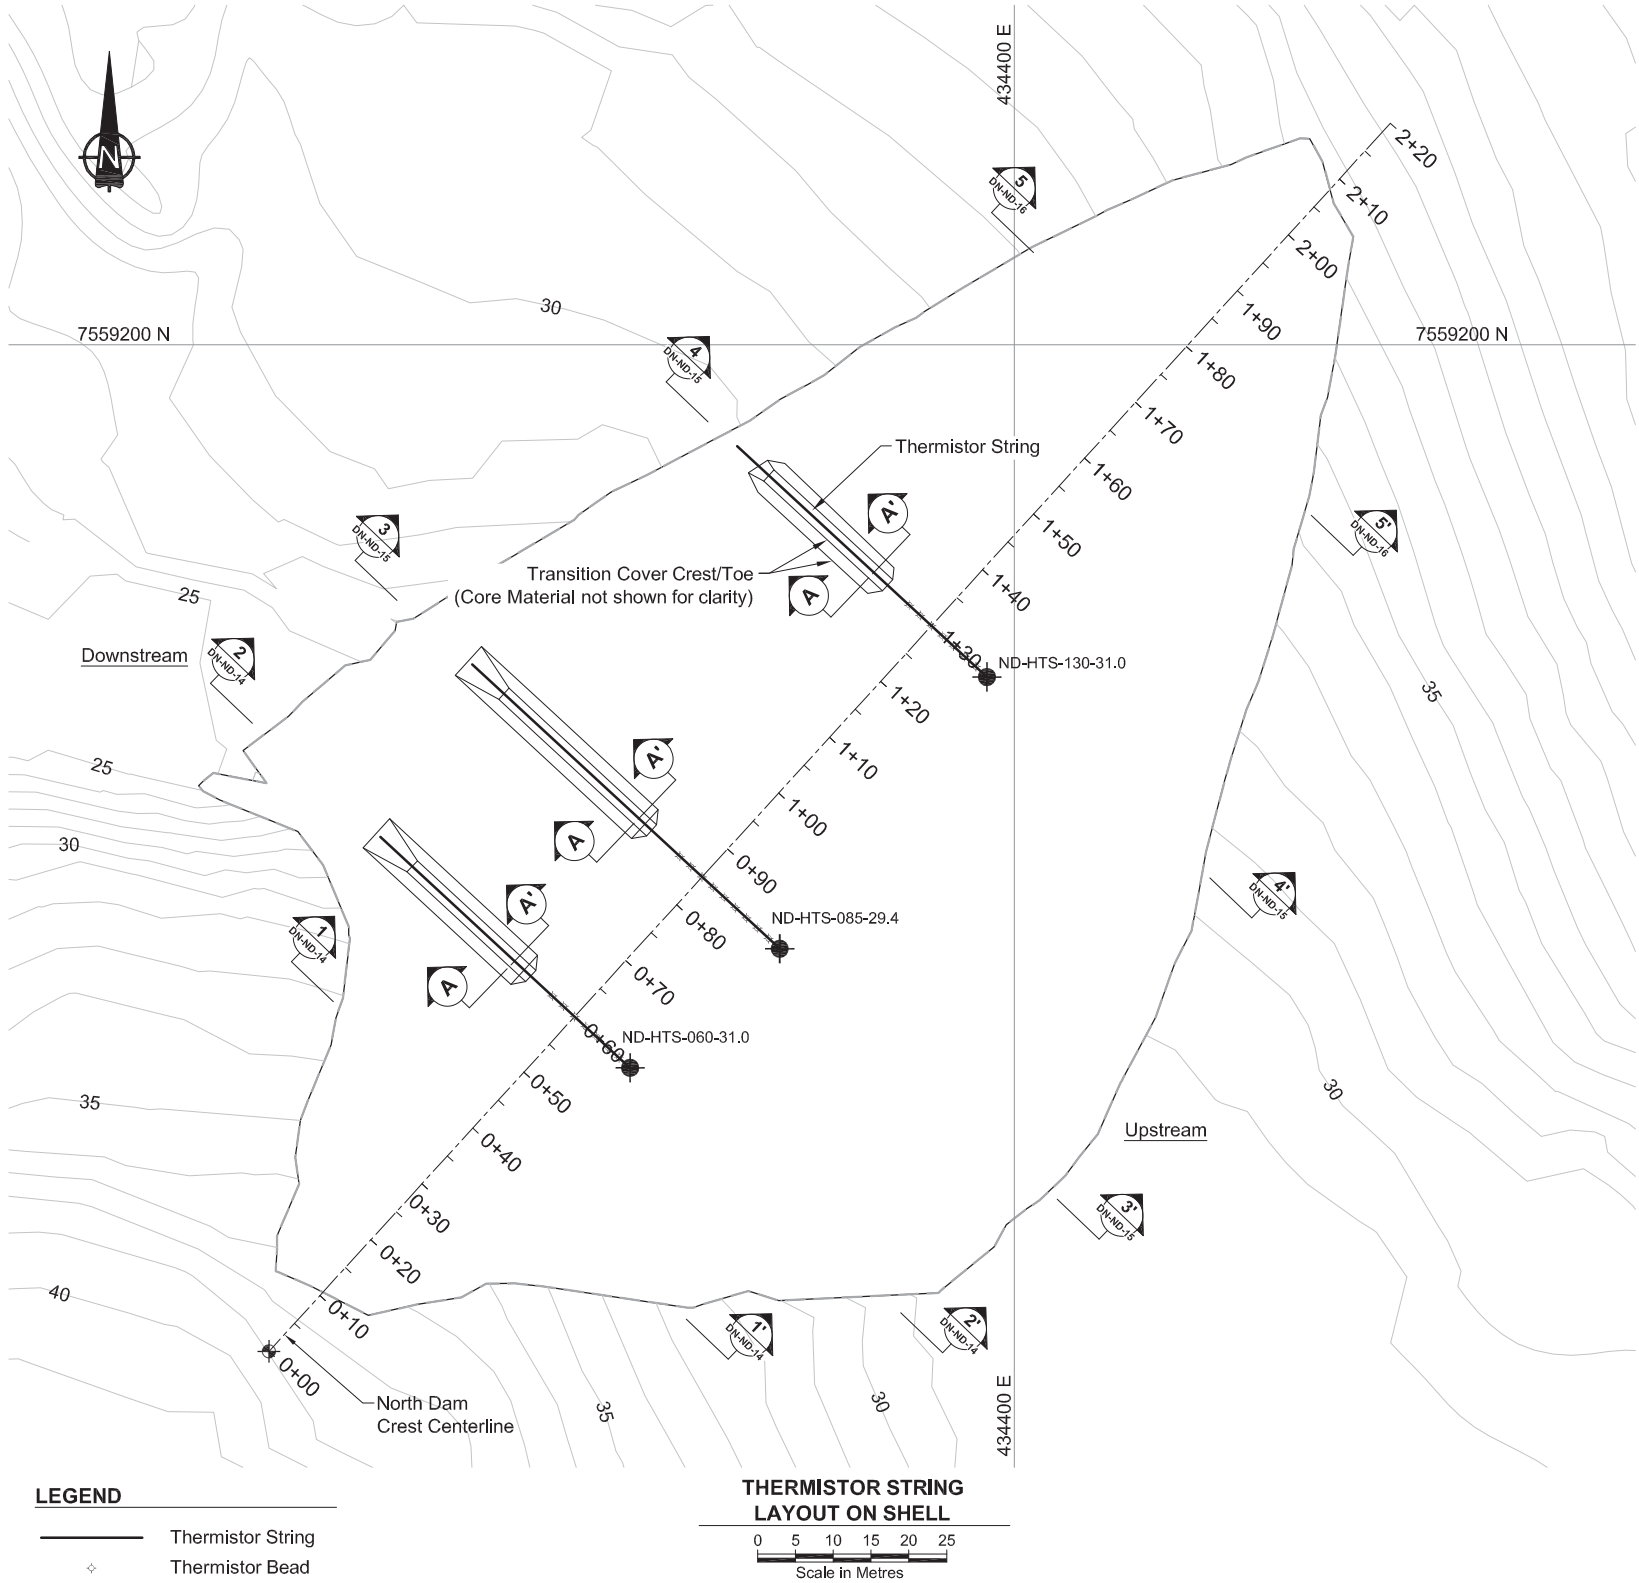 434400 E
N
2+20
5
DN-ND-16
2+10
2+00
30
7559200 N
7559200 N
1+90
4
DN-ND-15
1+80
1+70
Thermistor String
1+60
A'
3
DN-ND-15
1+50
5'
DN-ND-16
Transition Cover Crest/Toe
(Core Material not shown for clarity)
A
1+40
25
Downstream
2
DN-ND-14
1+30
ND-HTS-130-31.0
35
1+20
A'
1+10
25
1+00
A
30
0+90
4'
DN-ND-15
A'
ND-HTS-085-29.4
0+80
1
DN-ND-14
A
0+70
0+60
ND-HTS-060-31.0
30
0+50
35
Upstream
0+40
0+30
3'
DN-ND-15
0+20
40
0+10
1'
DN-ND-14
2'
DN-ND-14
0+00
North Dam
Crest Centerline
35
30
434400 E
LEGEND
Thermistor String
Thermistor Bead
THERMISTOR STRING
LAYOUT ON SHELL
0 5 10 15 20 25
Scale in Metres